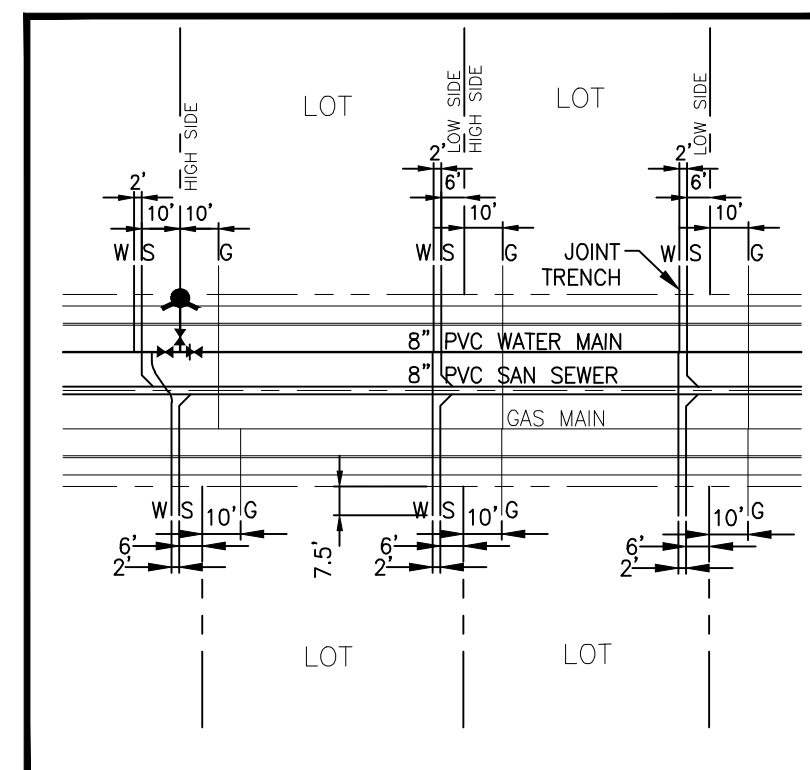 LOT
LOT
HIGH SIDE
LOW SIDE
HIGH SIDE
LOW SIDE
2'
10'
10'
2'
6'
10'
2'
6'
10'
W S
G
W S
G
JOINT
TRENCH
W S
G
8" PVC WATER MAIN
8" PVC SAN SEWER
GAS MAIN
W S
10'
G
6'
2'
7.5'
W S
10'
G
6'
2'
W S
10'
G
6'
2'
LOT
LOT